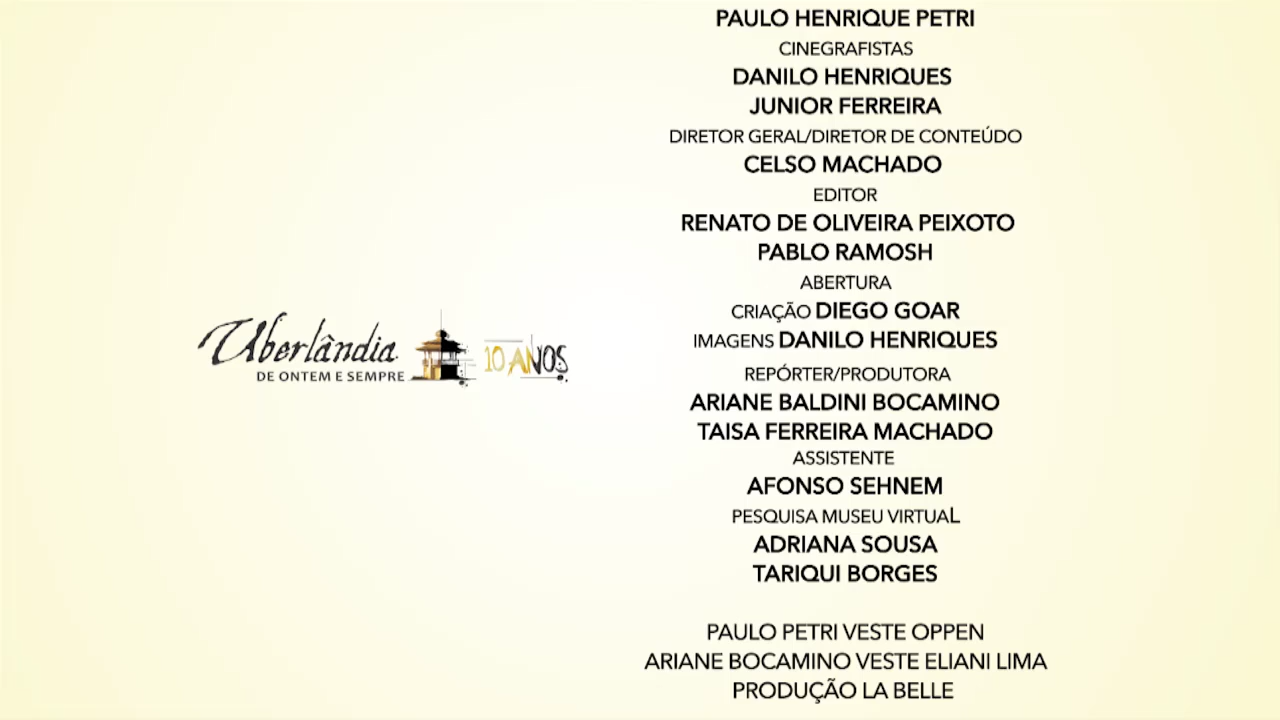 Uberlândia
DE ONTEM E SEMPRE
10 ANOS
PAULO HENRIQUE PETRI
CINEGRAFISTAS
DANILO HENRIQUES
JUNIOR FERREIRA
DIRETOR GERAL/DIRETOR DE CONTEÚDO
CELSO MACHADO
EDITOR
RENATO DE OLIVEIRA PEIXOTO
PABLO RAMOSH
ABERTURA
CRIAÇÃO DIEGO GOAR
IMAGENS DANILO HENRIQUES
REPÓRTER/PRODUTORA
ARIANE BALDINI BOCAMINO
TAISA FERREIRA MACHADO
ASSISTENTE
AFONSO SEHNEM
PESQUISA MUSEU VIRTUAL
ADRIANA SOUSA
TARIQUI BORGES
PAULO PETRI VESTE OPPEN
ARIANE BOCAMINO VESTE ELIANI LIMA
PRODUÇÃO LA BELLE